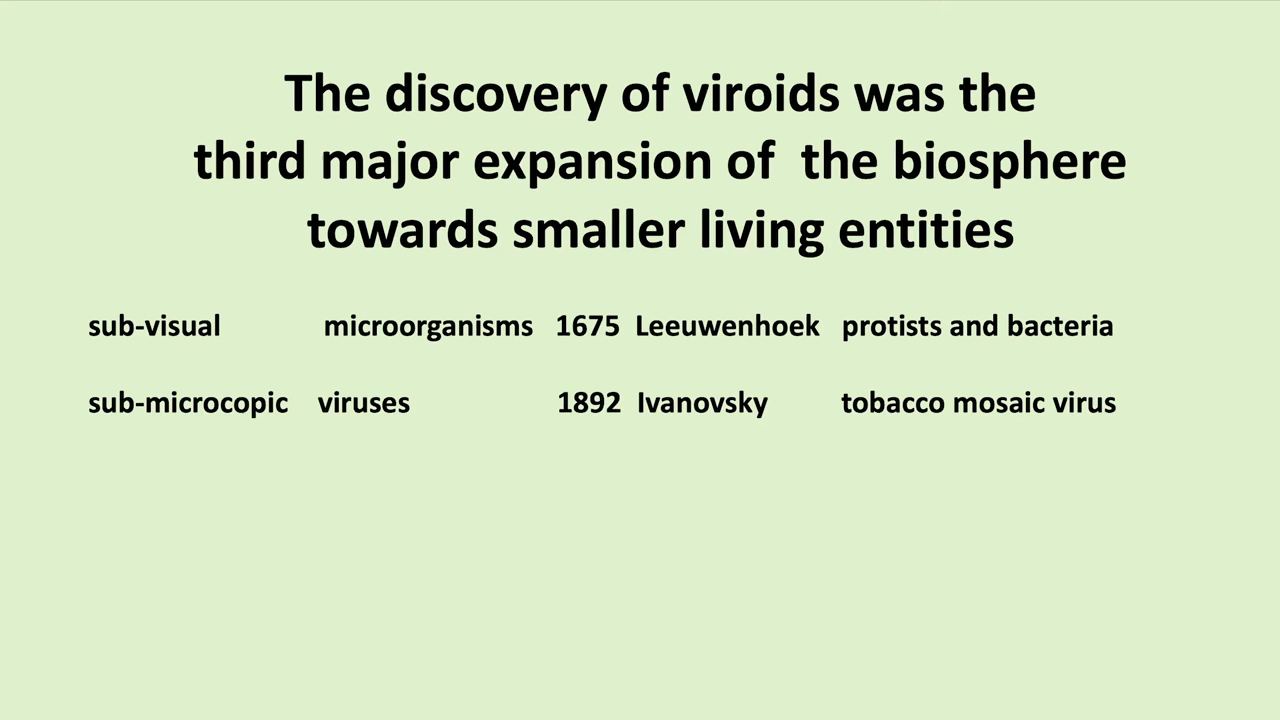 The discovery of viroids was the
third major expansion of  the biosphere
towards smaller living entities
sub-visual microorganisms 1675 Leeuwenhoek protists and bacteria
sub-microcopic viruses 1892 Ivanovsky tobacco mosaic virus